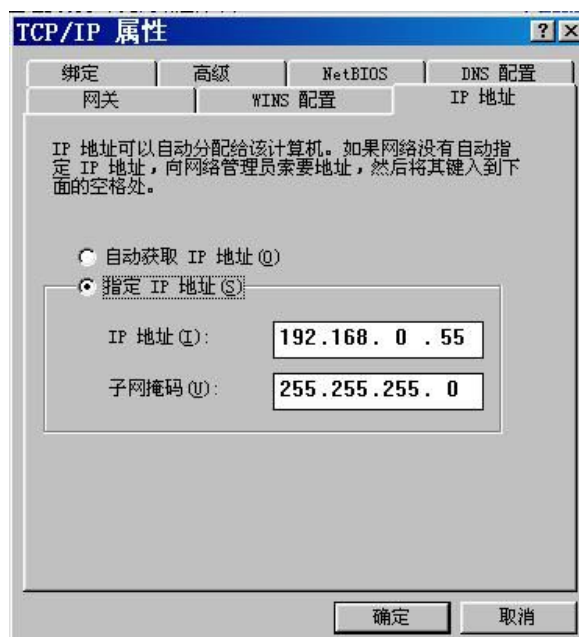 TCP/IP 属性
绑定 高级 NetBIOS DNS 配置
网关 WINS 配置 IP 地址
IP 地址可以自动分配给该计算机。如果网络没有自动指
定 IP 地址，向网络管理员索要地址，然后将其键入到下
面的空格处。
自动获取 IP 地址(O)
指定 IP 地址(S)
IP 地址(I): 192.168. 0 .55
子网掩码(U): 255.255.255. 0
确定 取消